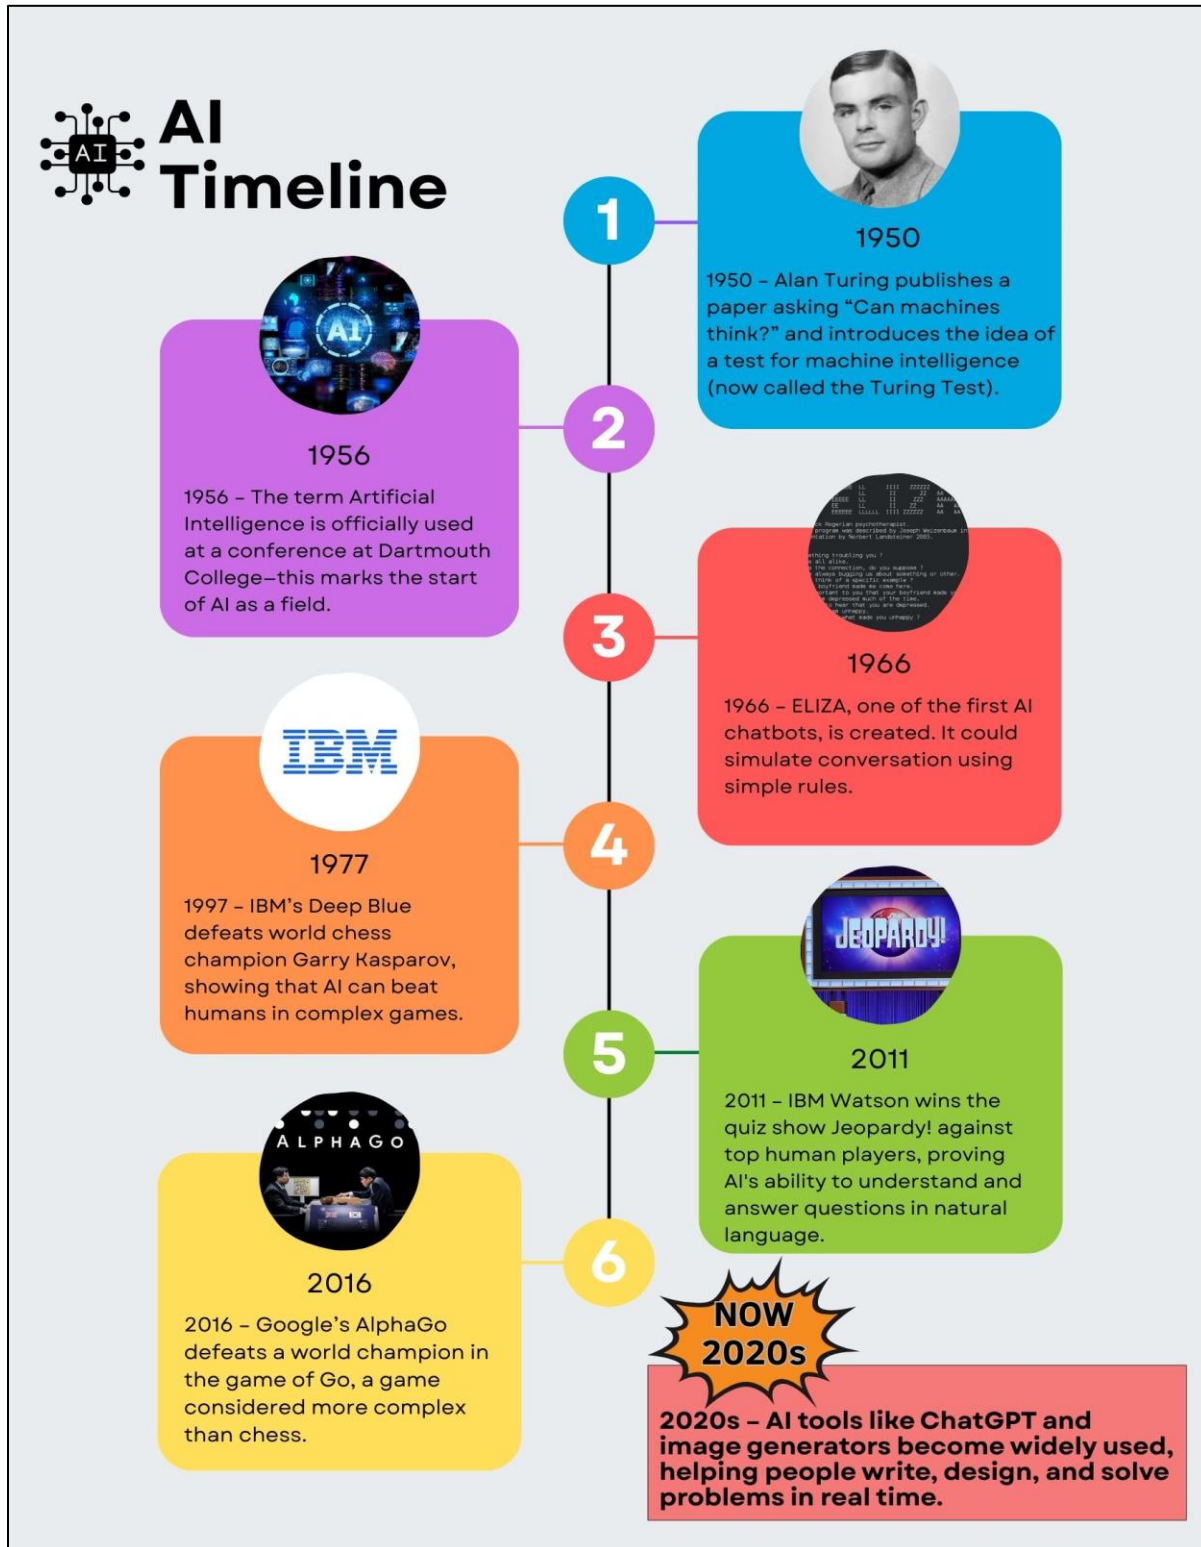 AI
AI
Timeline
1
1950
1950 – Alan Turing publishes a
paper asking “Can machines
think?” and introduces the idea of
a test for machine intelligence
(now called the Turing Test).
AI
2
1956
1956 – The term Artificial
Intelligence is officially used
at a conference at Dartmouth
College—this marks the start
of AI as a field.
3
1966
1966 – ELIZA, one of the first AI
chatbots, is created. It could
simulate conversation using
simple rules.
IBM
4
1977
1997 – IBM’s Deep Blue
defeats world chess
champion Garry Kasparov,
showing that AI can beat
humans in complex games.
JEOPARDY!
5
2011
2011 – IBM Watson wins the
quiz show Jeopardy! against
top human players, proving
AI's ability to understand and
answer questions in natural
language.
ALPHAGO
6
2016
2016 – Google’s AlphaGo
defeats a world champion in
the game of Go, a game
considered more complex
than chess.
NOW
2020s
2020s – AI tools like ChatGPT and
image generators become widely used,
helping people write, design, and solve
problems in real time.